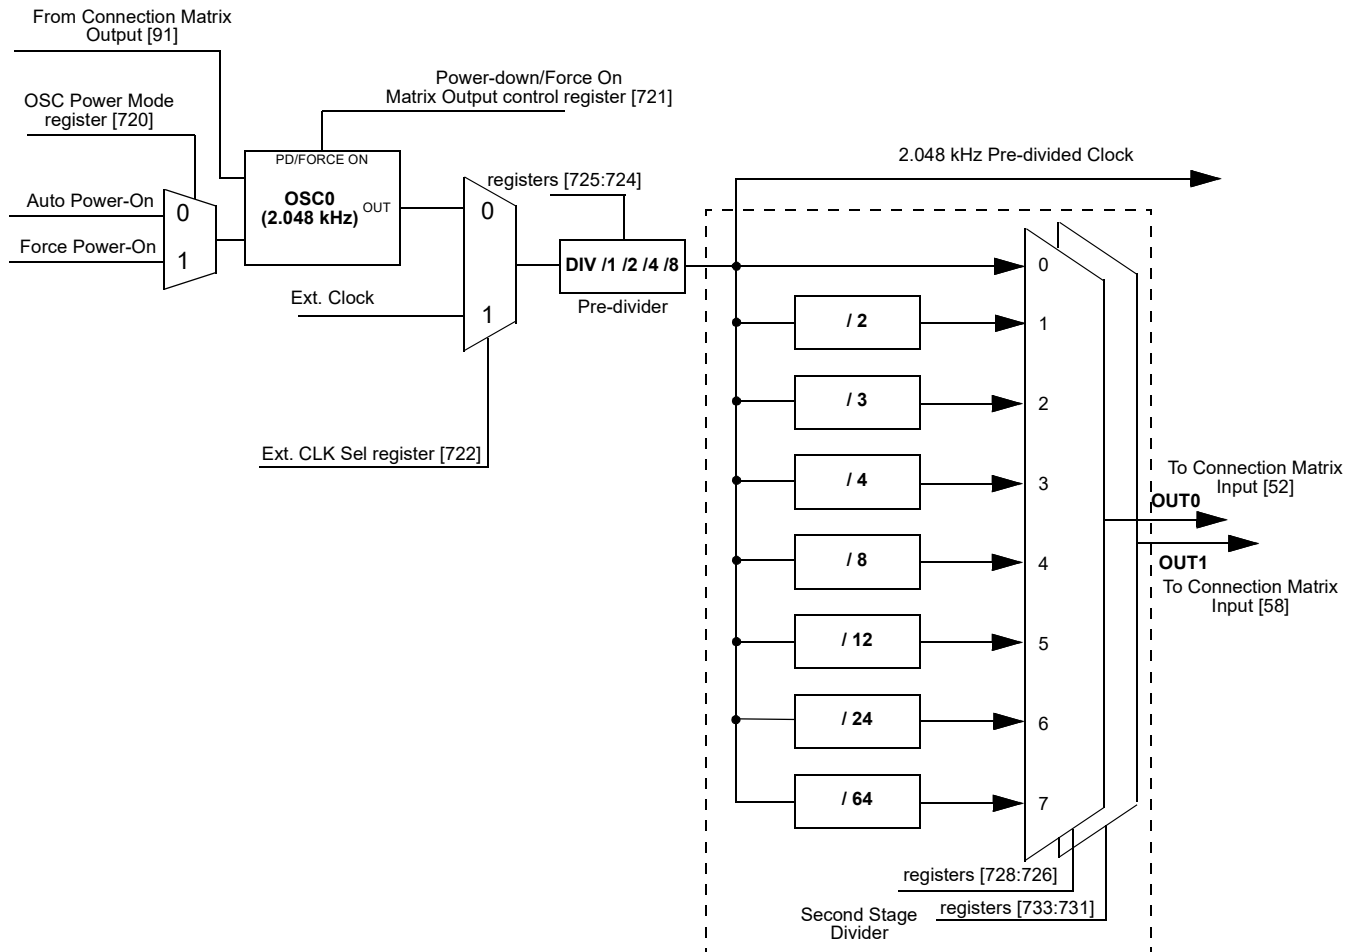 From Connection Matrix
Output [91]
Power-down/Force On
Matrix Output control register [721]
OSC Power Mode
register [720]
PD/FORCE ON
OSC0
(2.048 kHz)
OUT
Auto Power-On
0
Force Power-On
1
0
1
Ext. Clock
Ext. CLK Sel register [722]
registers [725:724]
DIV /1 /2 /4 /8
Pre-divider
2.048 kHz Pre-divided Clock
0
/ 2
1
/ 3
2
/ 4
3
/ 8
4
/ 12
5
/ 24
6
/ 64
7
To Connection Matrix
Input [52]
OUT0
OUT1
To Connection Matrix
Input [58]
registers [728:726]
registers [733:731]
Second Stage
Divider